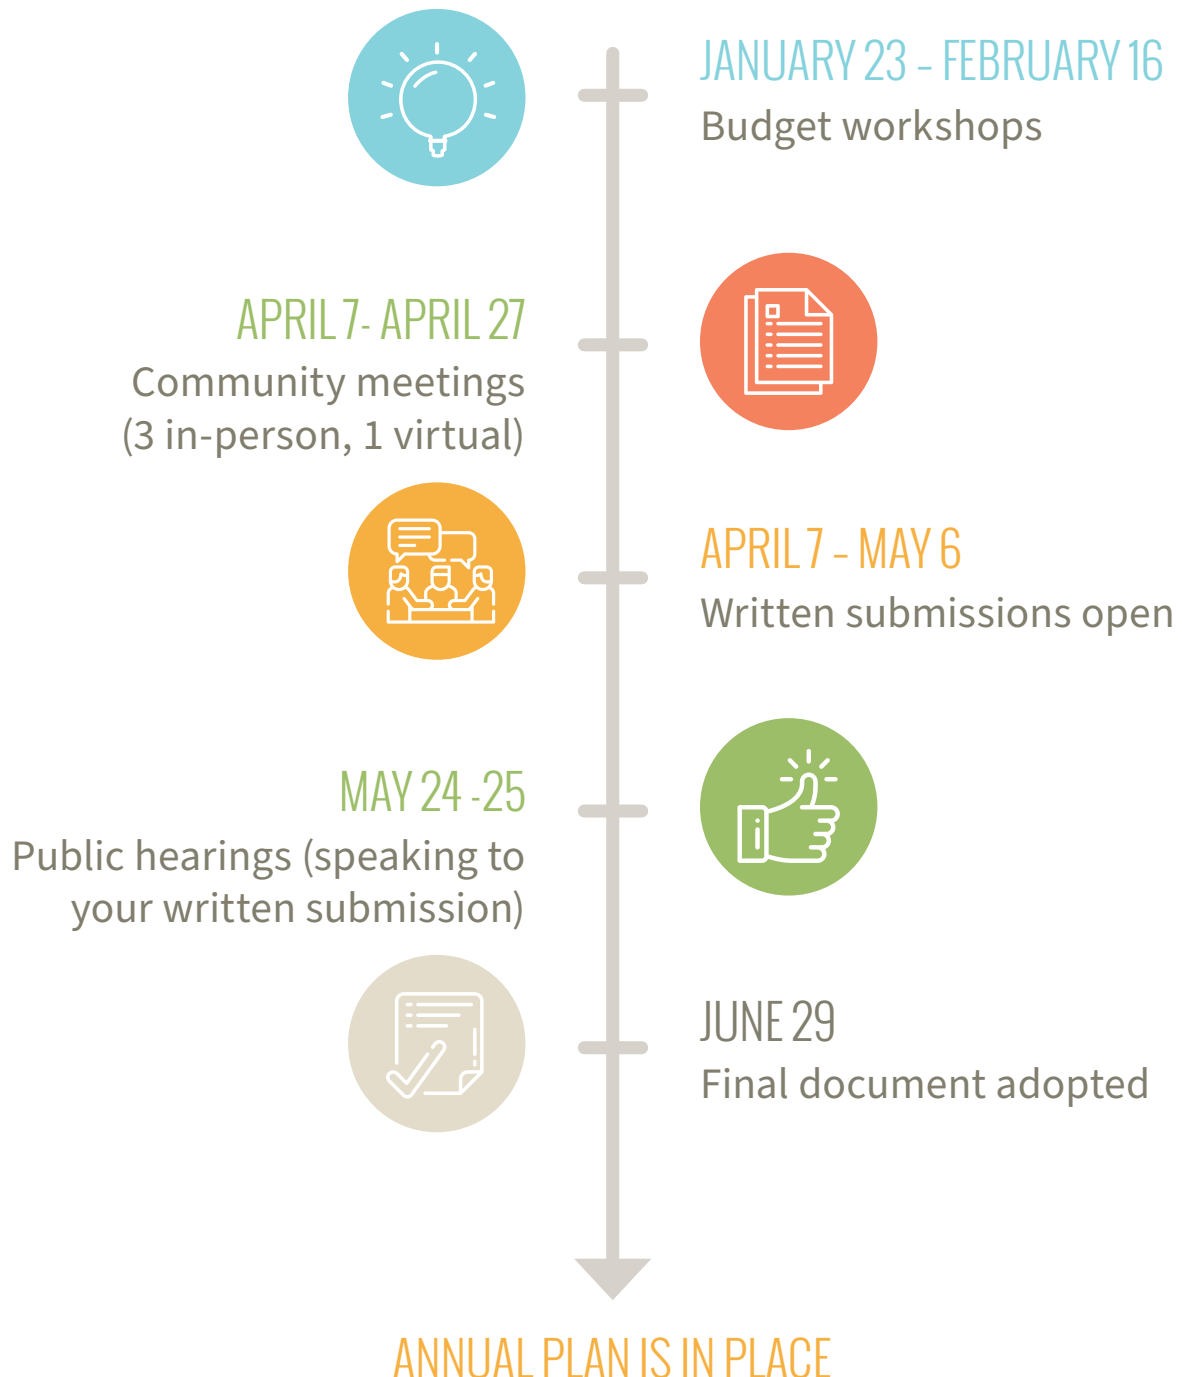 JANUARY 23 – FEBRUARY 16
Budget workshops
APRIL 7- APRIL 27
Community meetings
(3 in-person, 1 virtual)
APRIL 7 – MAY 6
Written submissions open
MAY 24 -25
Public hearings (speaking to
your written submission)
JUNE 29
Final document adopted
ANNUAL PLAN IS IN PLACE